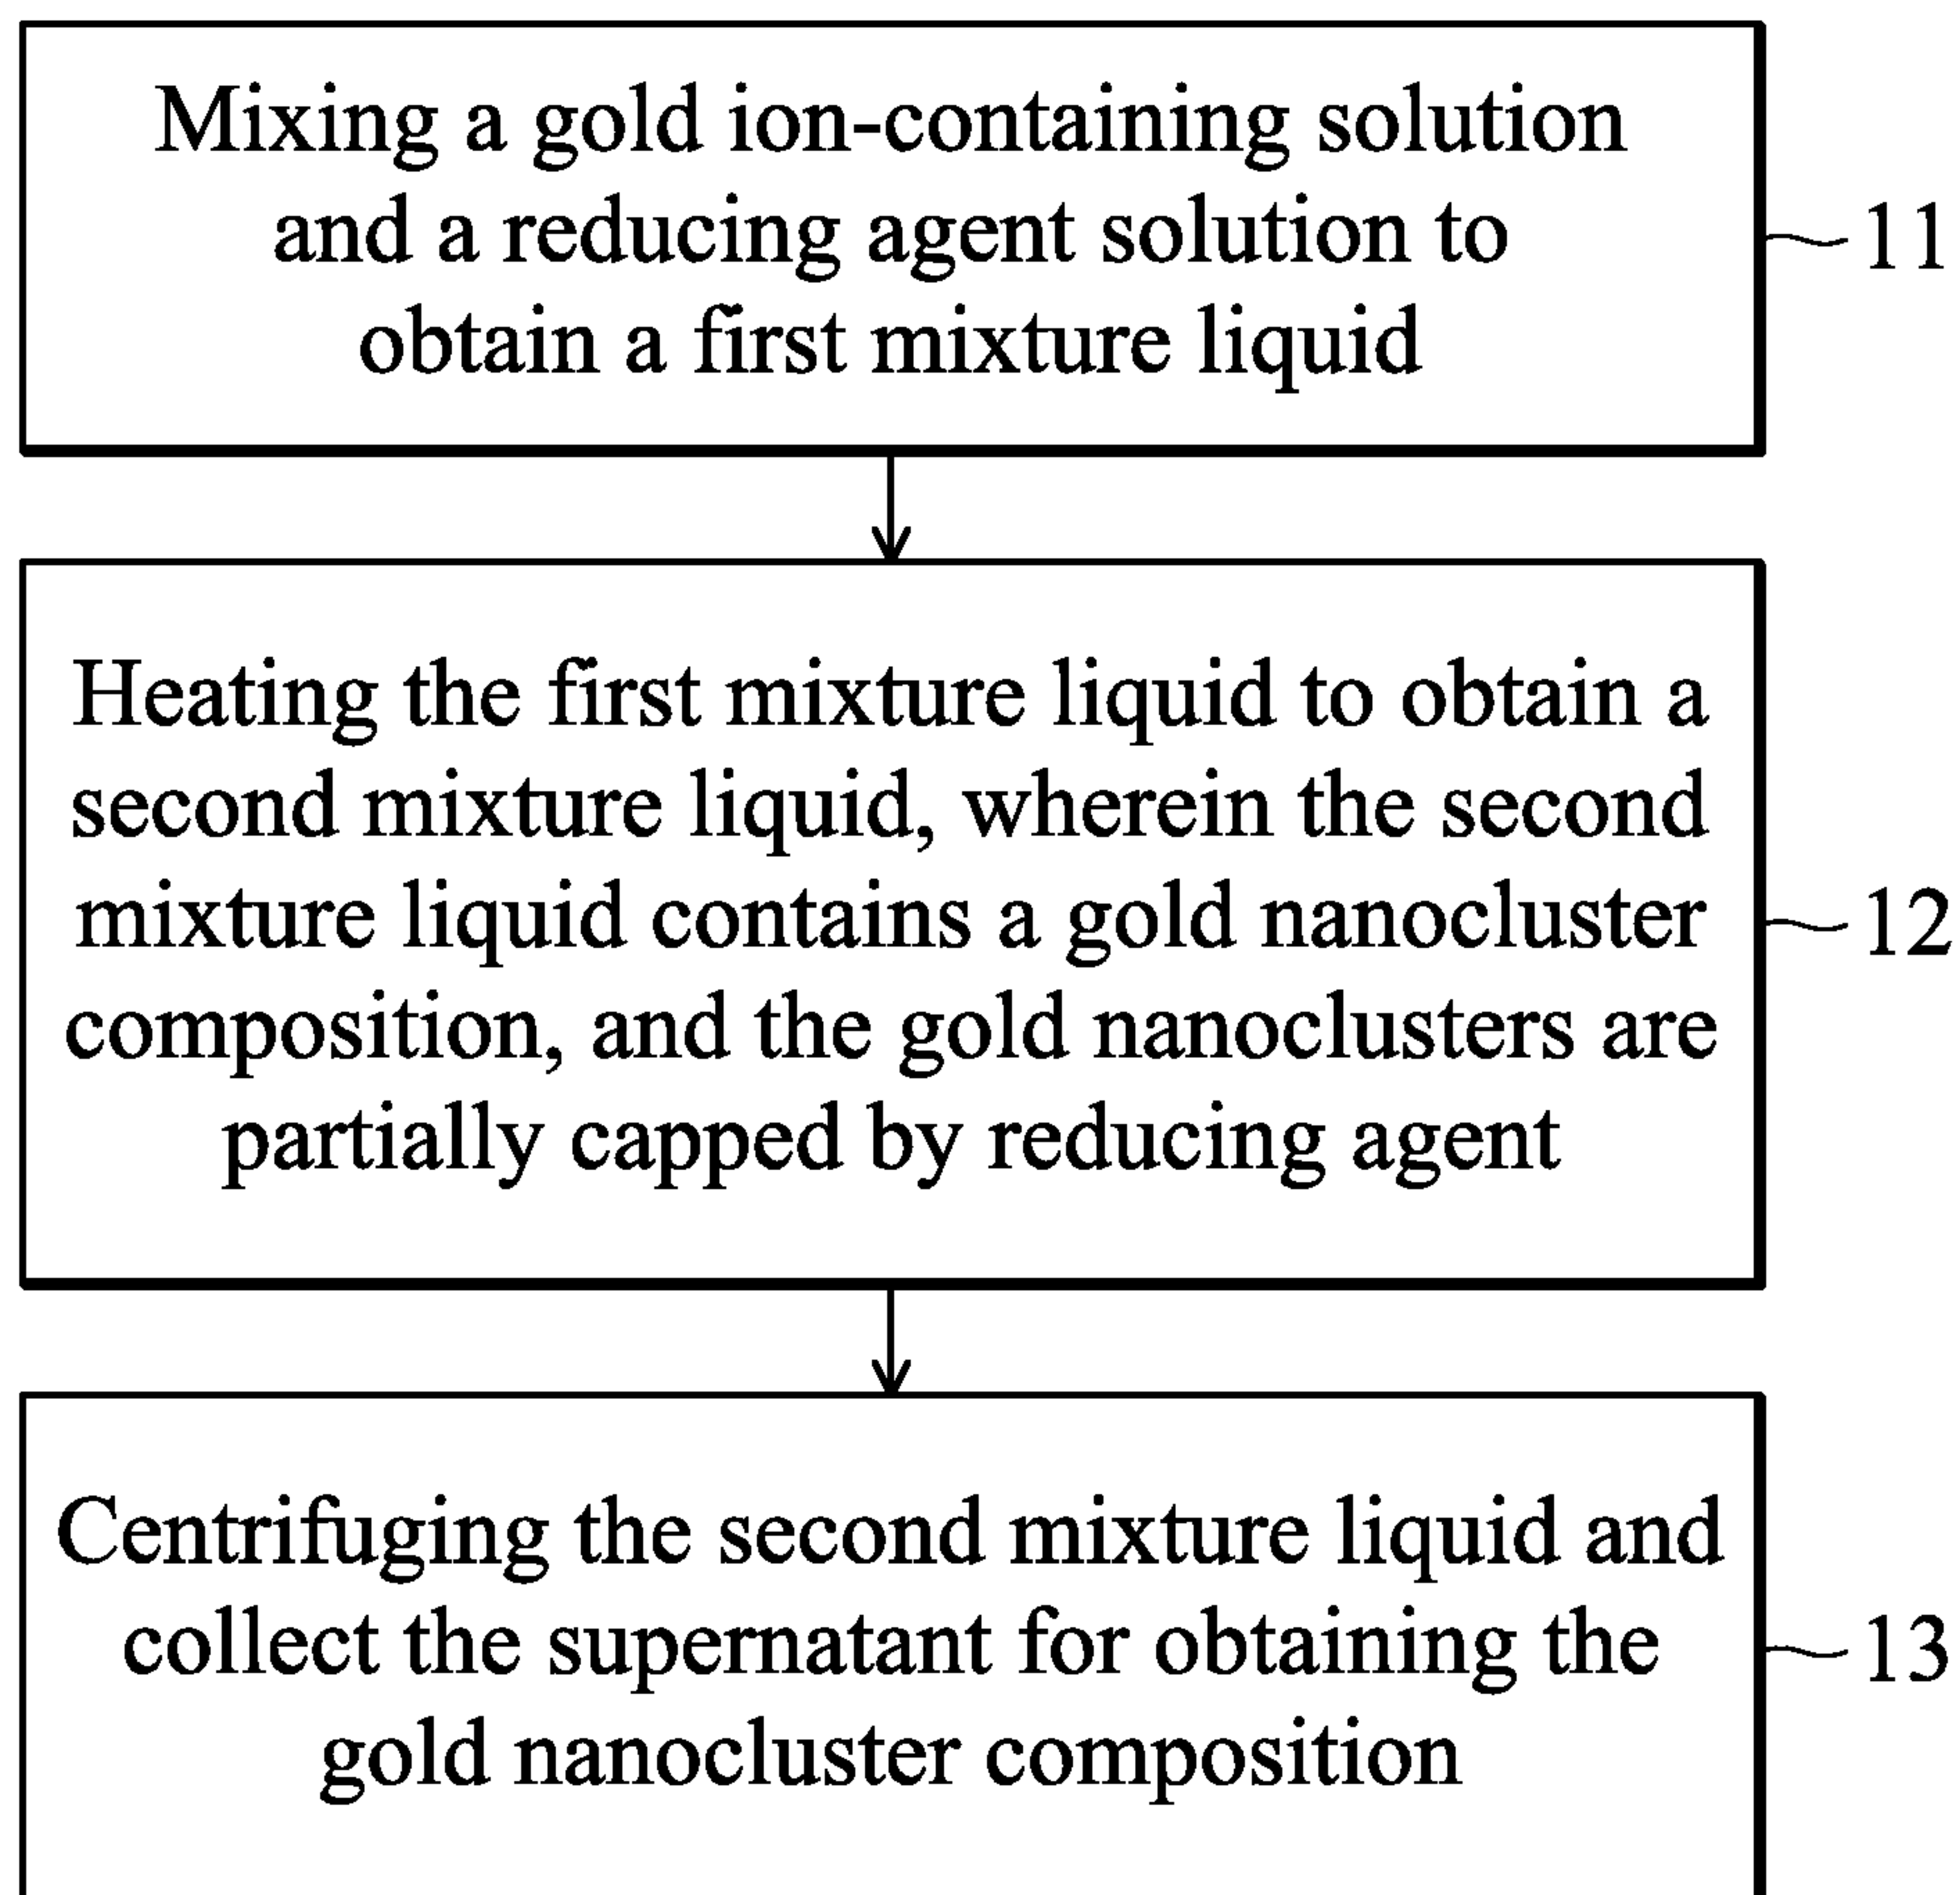 Mixing a gold ion-containing solution
and a reducing agent solution to
obtain a first mixture liquid
11
Heating the first mixture liquid to obtain a
second mixture liquid, wherein the second
mixture liquid contains a gold nanocluster
composition, and the gold nanoclusters are
partially capped by reducing agent
12
Centrifuging the second mixture liquid and
collect the supernatant for obtaining the
gold nanocluster composition
13